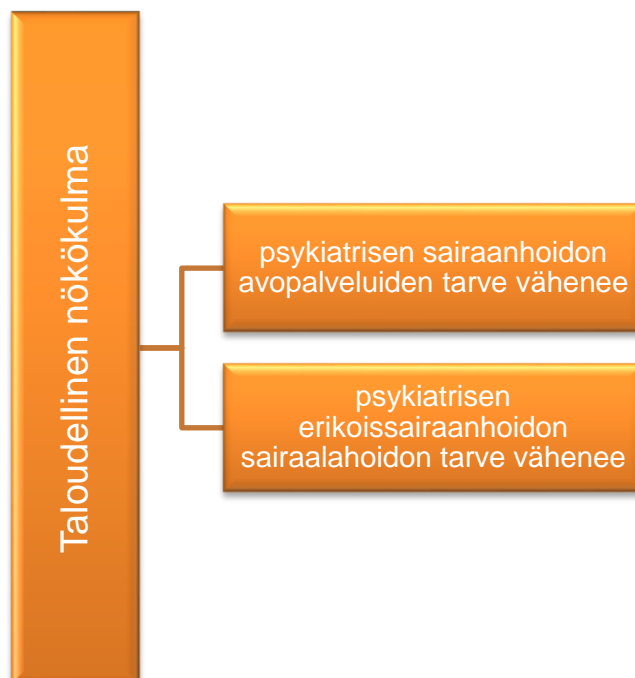 Taloudellinen nökökulma
psykiatrisen sairaanhoidon
avopalveluiden tarve vähenee
psykiatrisen
erikoissairaanhoidon
sairaalahoidon tarve vähenee